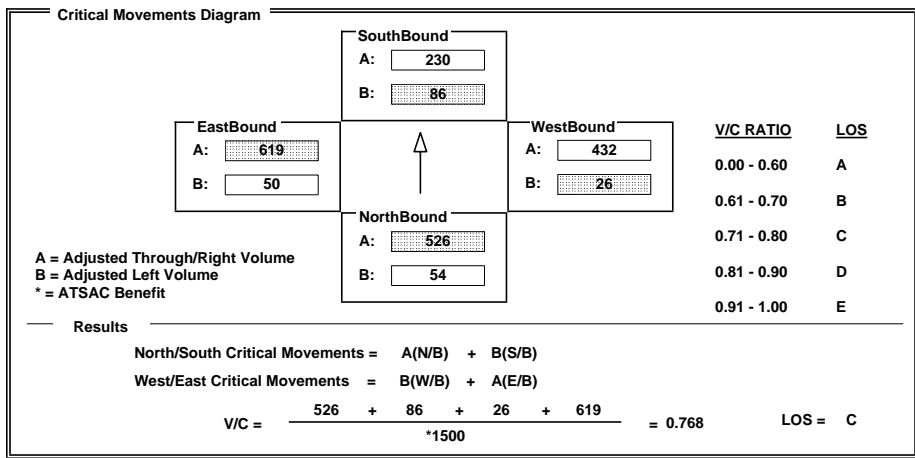 Critical Movements Diagram
SouthBound
A: 230
B: 86
EastBound
A: 619
B: 50
WestBound
A: 432
B: 26
NorthBound
A: 526
B: 54
V/C RATIO LOS
0.00 - 0.60 A
0.61 - 0.70 B
0.71 - 0.80 C
0.81 - 0.90 D
0.91 - 1.00 E
A = Adjusted Through/Right Volume
B = Adjusted Left Volume
* = ATSAC Benefit
Results
North/South Critical Movements = A(N/B) + B(S/B)
West/East Critical Movements = B(W/B) + A(E/B)
526 + 86 + 26 + 619
V/C = = 0.768 LOS = C
*1500